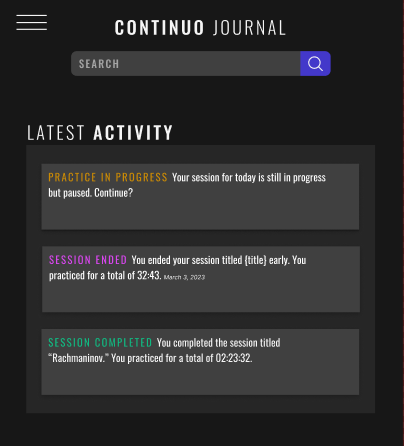 CONTINUO JOURNAL
SEARCH
LATEST ACTIVITY
PRACTICE IN PROGRESS Your session for today is still in progress
but paused. Continue?
SESSION ENDED You ended your session titled {title} early. You
practiced for a total of 32:43. March 3, 2023
SESSION COMPLETED You completed the session titled
“Rachmaninov.” You practiced for a total of 02:23:32.